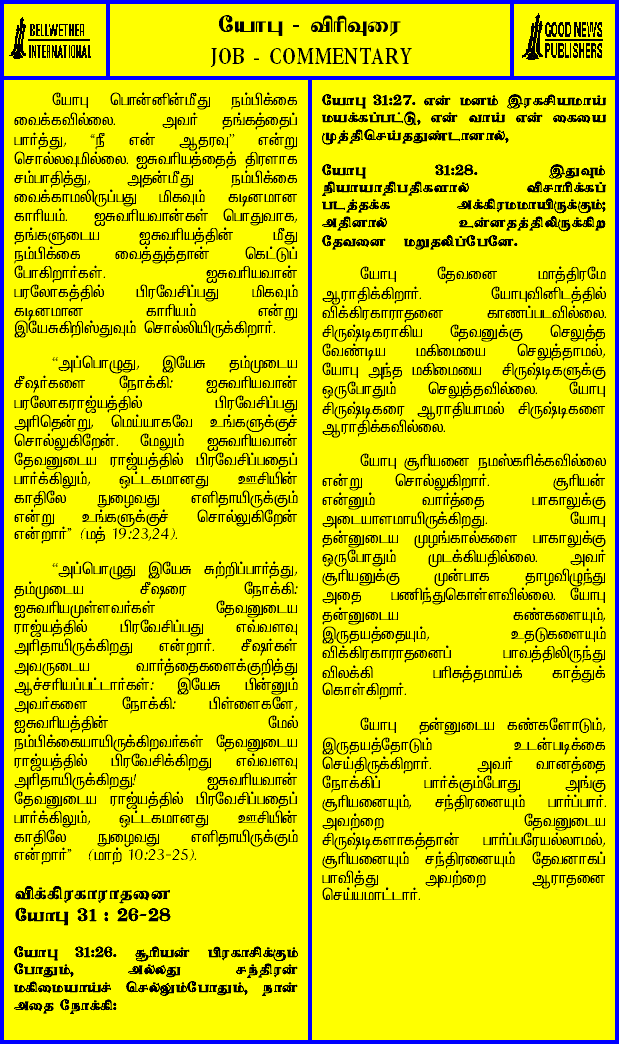 BELLWETHER
INTERNATIONAL
யோபு - விரிவுரை
JOB - COMMENTARY
GOOD NEWS
PUBLISHERS
யோபு பொன்னின்மீது நம்பிக்கை
வைக்கவில்லை. அவர் தங்கத்தைப்
பார்த்து, “நீ என் ஆதரவு” என்று
சொல்லவுமில்லை. ஐசுவரியத்தைத் திரளாக
சம்பாதித்து, அதன்மீது நம்பிக்கை
வைக்காமலிருப்பது மிகவும் கடினமான
காரியம். ஐசுவரியவான்கள் பொதுவாக,
தங்களுடைய ஐசுவரியத்தின் மீது
நம்பிக்கை வைத்துத்தான் கெட்டுப்
போகிறார்கள். ஐசுவரியவான்
பரலோகத்தில் பிரவேசிப்பது மிகவும்
கடினமான காரியம் என்று
இயேசுகிறிஸ்துவும் சொல்லியிருக்கிறார்.
“அப்பொழுது, இயேசு தம்முடைய
சீஷர்களை நோக்கி: ஐசுவரியவான்
பரலோகராஜ்யத்தில் பிரவேசிப்பது
அரிதென்று, மெய்யாகவே உங்களுக்குச்
சொல்லுகிறேன். மேலும் ஐசுவரியவான்
தேவனுடைய ராஜ்யத்தில் பிரவேசிப்பதைப்
பார்க்கிலும், ஒட்டகமானது ஊசியின்
காதிலே நுழைவது எளிதாயிருக்கும்
என்று உங்களுக்குச் சொல்லுகிறேன்
என்றார்” (மத் 19:23,24).
“அப்பொழுது இயேசு சுற்றிப்பார்த்து,
தம்முடைய சீஷரை நோக்கி:
ஐசுவரியமுள்ளவர்கள் தேவனுடைய
ராஜ்யத்தில் பிரவேசிப்பது எவ்வளவு
அரிதாயிருக்கிறது என்றார். சீஷர்கள்
அவருடைய வார்த்தைகளைக்குறித்து
ஆச்சரியப்பட்டார்கள்: இயேசு பின்னும்
அவர்களை நோக்கி: பிள்ளைகளே,
ஐசுவரியத்தின் மேல்
நம்பிக்கையாயிருக்கிறவர்கள் தேவனுடைய
ராஜ்யத்தில் பிரவேசிக்கிறது எவ்வளவு
அரிதாயிருக்கிறது! ஐசுவரியவான்
தேவனுடைய ராஜ்யத்தில் பிரவேசிப்பதைப்
பார்க்கிலும், ஒட்டகமானது ஊசியின்
காதிலே நுழைவது எளிதாயிருக்கும்
என்றார்” (மாற் 10:23-25).
விக்கிரகாராதனை
யோபு 31 : 26-28
யோபு 31:26. சூரியன் பிரகாசிக்கும்
போதும், அல்லது சந்திரன்
மகிமையாய்ச் செல்லும்போதும், நான்
அதை நோக்கி:
யோபு 31:27. என் மனம் இரகசியமாய்
மயக்கப்பட்டு, என் வாய் என் கையை
முத்திசெய்ததுண்டானால்,
யோபு 31:28. இதுவும்
நியாயாதிபதிகளால் விசாரிக்கப்
படத்தக்க அக்கிரமமாயிருக்கும்;
அதினால் உன்னதத்திலிருக்கிற
தேவனை மறுதலிப்பேனே.
யோபு தேவனை மாத்திரமே
ஆராதிக்கிறார். யோபுவினிடத்தில்
விக்கிரகாராதனை காணப்படவில்லை.
சிருஷ்டிகராகிய தேவனுக்கு செலுத்த
வேண்டிய மகிமையை செலுத்தாமல்,
யோபு அந்த மகிமையை சிருஷ்டிகளுக்கு
ஒருபோதும் செலுத்தவில்லை. யோபு
சிருஷ்டிகரை ஆராதியாமல் சிருஷ்டிகளை
ஆராதிக்கவில்லை.
யோபு சூரியனை நமஸ்கரிக்கவில்லை
என்று சொல்லுகிறார். சூரியன்
என்னும் வார்த்தை பாகாலுக்கு
அடையாளமாயிருக்கிறது. யோபு
தன்னுடைய முழங்கால்களை பாகாலுக்கு
ஒருபோதும் முடக்கியதில்லை. அவர்
சூரியனுக்கு முன்பாக தாழவிழுந்து
அதை பணிந்துகொள்ளவில்லை. யோபு
தன்னுடைய கண்களையும்,
இருதயத்தையும், உதடுகளையும்
விக்கிரகாராதனைப் பாவத்திலிருந்து
விலக்கி பரிசுத்தமாய்க் காத்துக்
கொள்கிறார்.
யோபு தன்னுடைய கண்களோடும்,
இருதயத்தோடும் உடன்படிக்கை
செய்திருக்கிறார். அவர் வானத்தை
நோக்கிப் பார்க்கும்போது அங்கு
சூரியனையும், சந்திரனையும் பார்ப்பார்.
அவற்றை தேவனுடைய
சிருஷ்டிகளாகத்தான் பார்ப்பரேயல்லாமல்,
சூரியனையும் சந்திரனையும் தேவனாகப்
பாவித்து அவற்றை ஆராதனை
செய்யமாட்டார்.